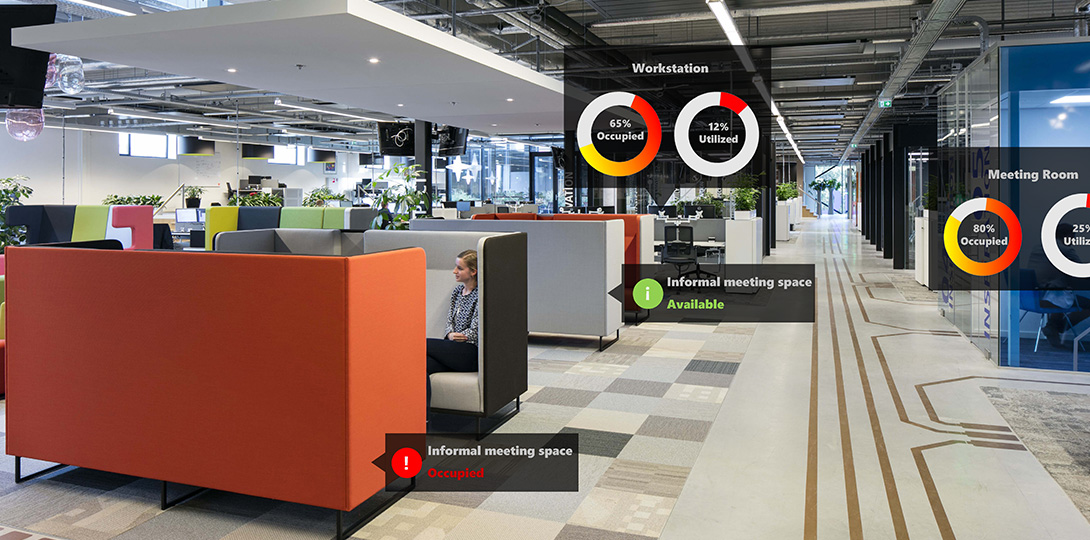 Workstation
65%
Occupied
12%
Utilized
Meeting Room
80%
Occupied
25%
Utiliz
Informal meeting space
Available
Informal meeting space
Occupied